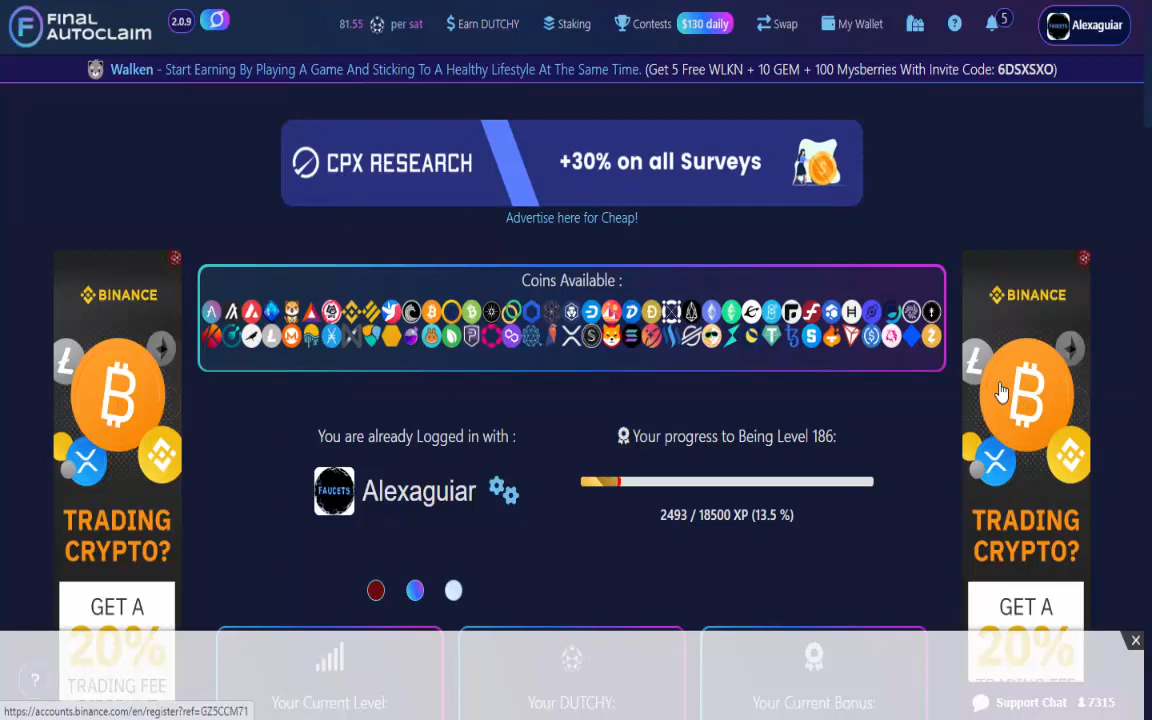 FINAL AUTOCLAIM 2.0.9 81.55 per sat Earn DUTCHY Staking Contests $130 daily Swap My Wallet ? 5 FAUCETS Alexaguiar
Walken - Start Earning By Playing A Game And Sticking To A Healthy Lifestyle At The Same Time. (Get 5 Free WLKN + 10 GEM + 100 Mysberries With Invite Code: 6DSXSXO)
CPX RESEARCH +30% on all Surveys
Advertise here for Cheap!
Coins Available :
BINANCE
TRADING
CRYPTO?
GET A
20%
TRADING FEE
You are already Logged in with :
FAUCETS Alexaguiar
Your progress to Being Level 186:
2493 / 18500 XP (13.5 %)
BINANCE
TRADING
CRYPTO?
GET A
20%
TRADING FEE
Your Current Level:
Your DUTCHY:
Your Current Bonus:
X
?
Support Chat 7315
https://accounts.binance.com/en/register?ref=GZ5CCM71